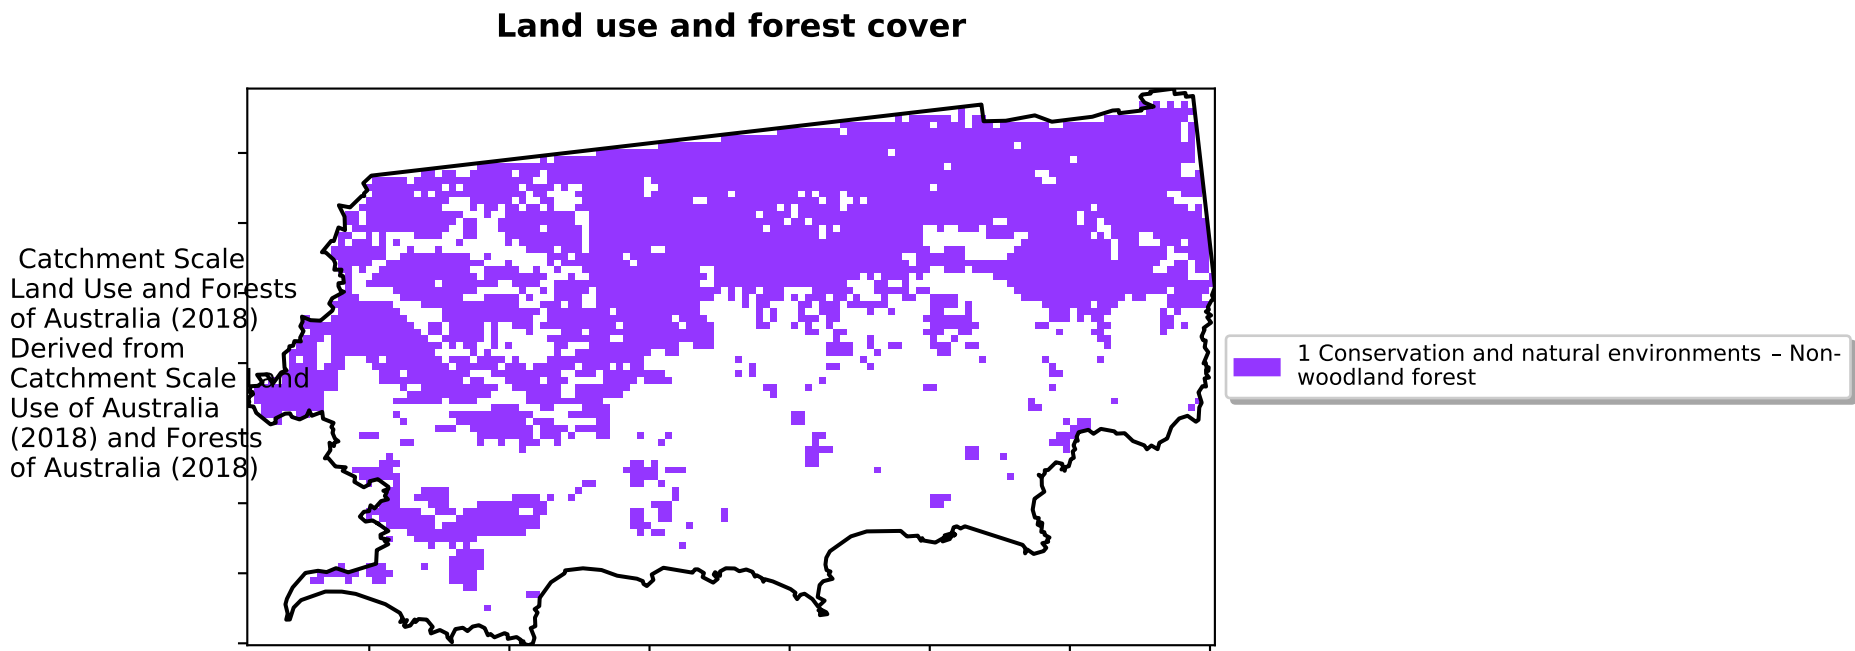 Land use and forest cover
Catchment Scale
Land Use and Forests
of Australia (2018)
Derived from
Catchment Scale Land
Use of Australia
(2018) and Forests
of Australia (2018)
1 Conservation and natural environments – Non-
woodland forest